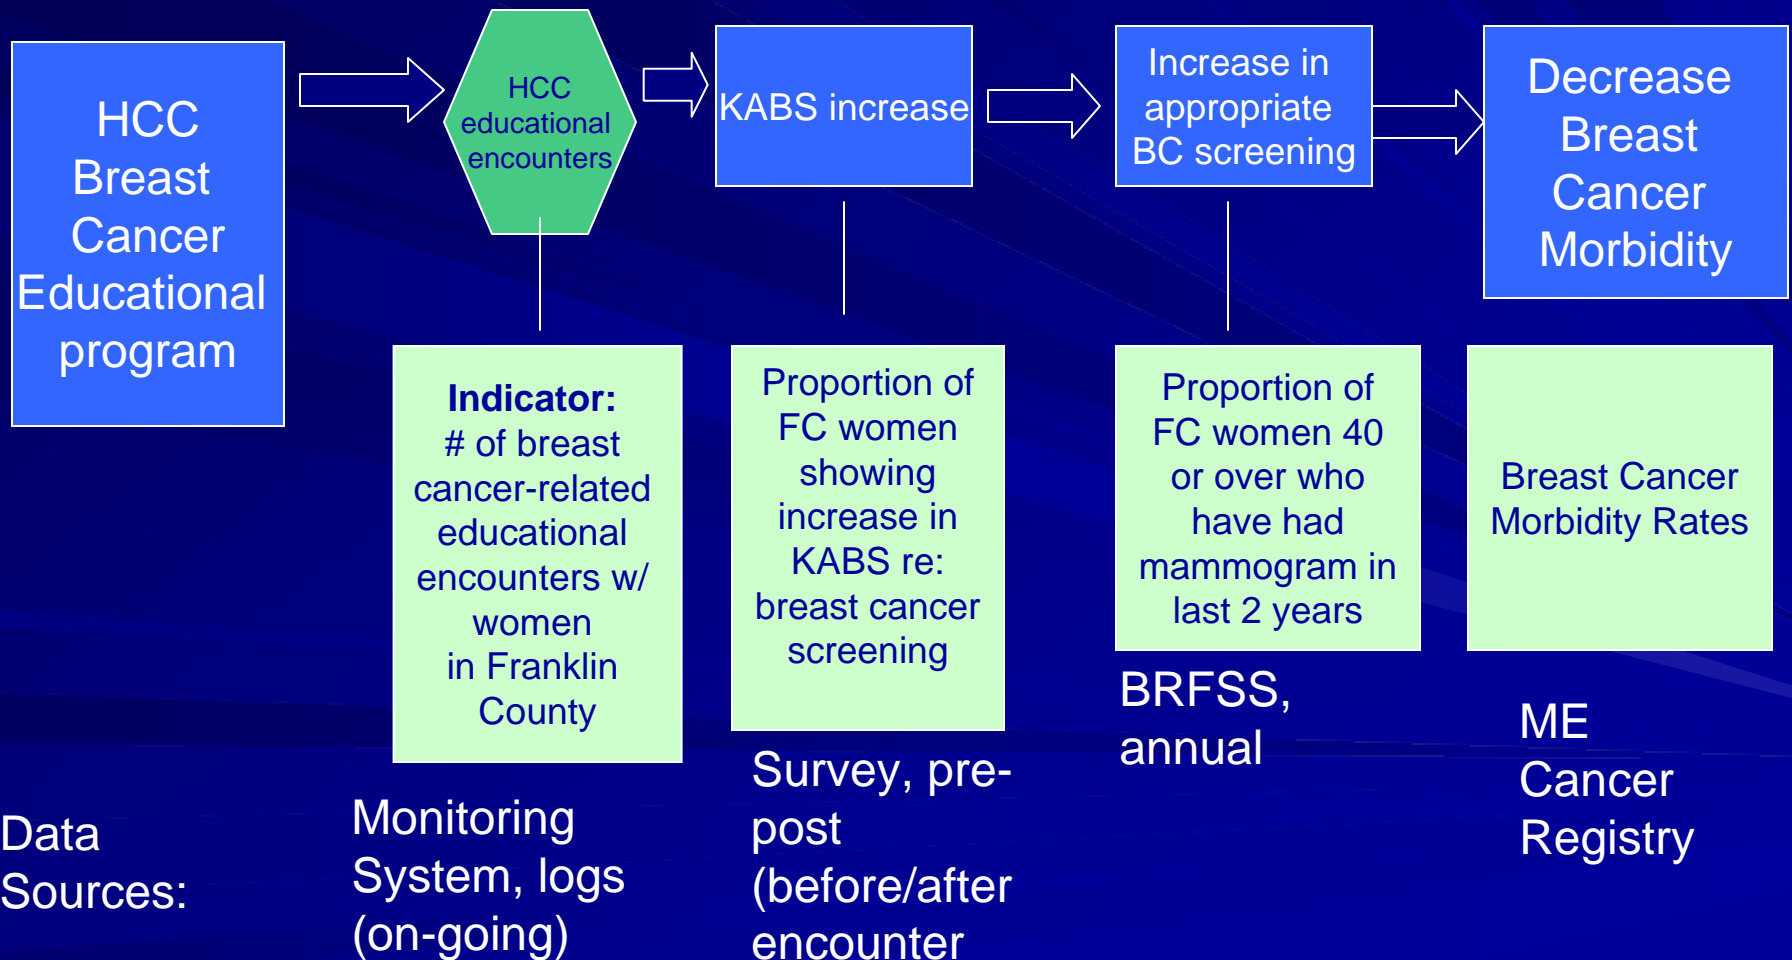 HCC
Breast
Cancer
Educational
program
HCC
educational
encounters
KABS increase
Increase in
appropriate
BC screening
Decrease
Breast
Cancer
Morbidity
Indicator:
# of breast
cancer-related
educational
encounters w/
women
in Franklin
County
Proportion of
FC women
showing
increase in
KABS re:
breast cancer
screening
Proportion of
FC women 40
or over who
have had
mammogram in
last 2 years
Breast Cancer
Morbidity Rates
Data
Sources:
Monitoring
System, logs
(on-going)
Survey, pre-
post
(before/after
encounter
BRFSS,
annual
ME
Cancer
Registry